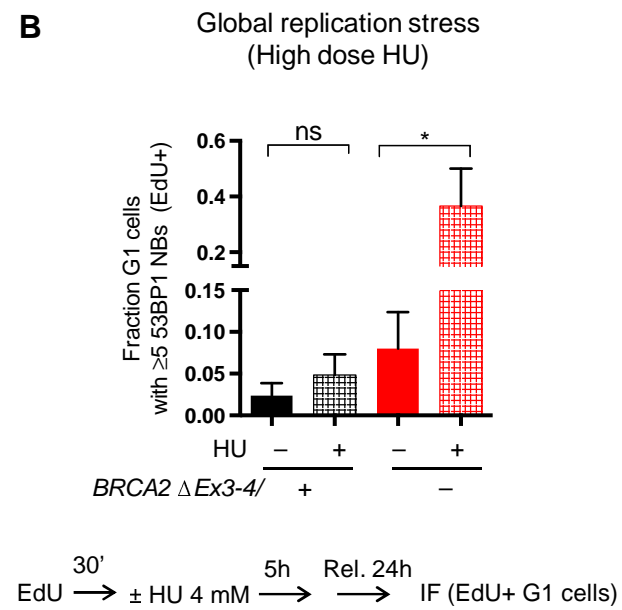 B
Global replication stress
(High dose HU)
ns
*
Fraction G1 cells
with ≥5 53BP1 NBs (EdU+)
0.6
0.4
0.2
0.15
0.10
0.05
0.00
HU – + – +
BRCA2 ΔEx3-4/ + –
30’ 5h Rel. 24h
EdU → ± HU 4 mM → → IF (EdU+ G1 cells)